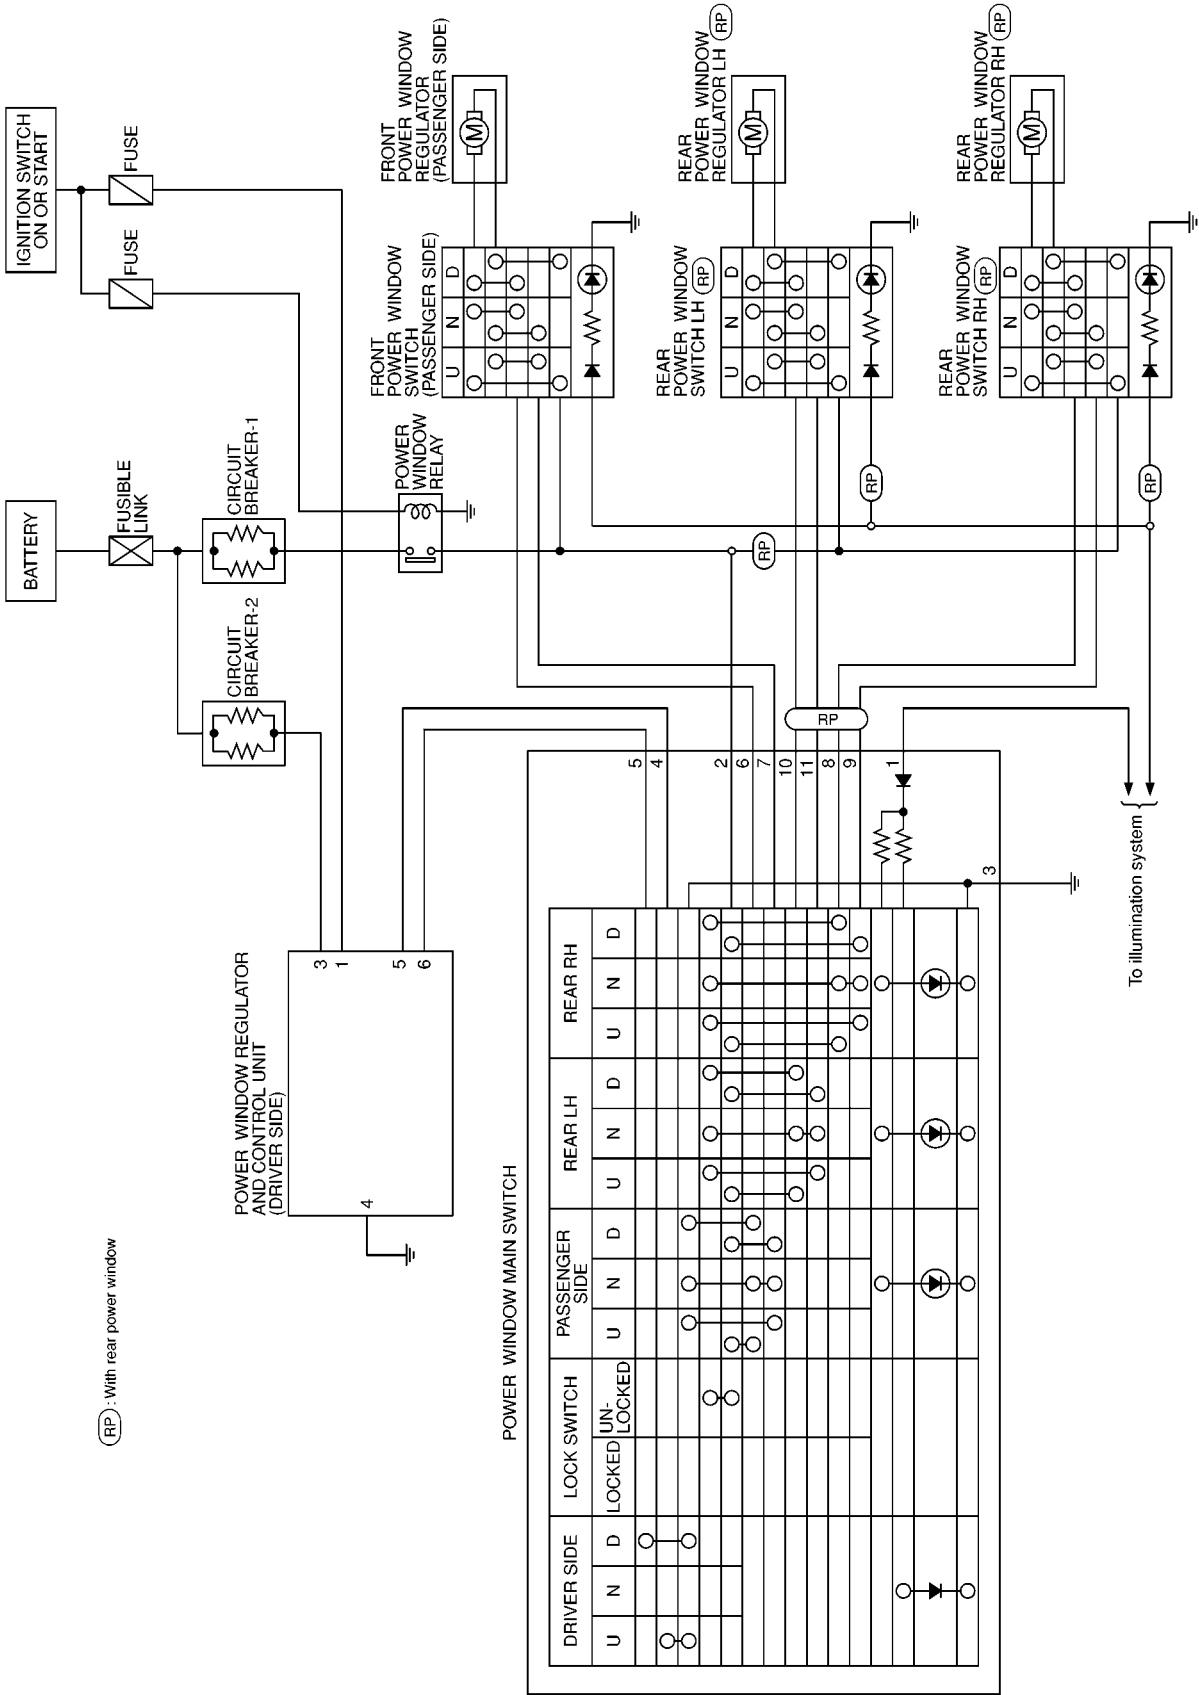 IGNITION SWITCH
ON OR START
FUSE
FUSE
BATTERY
FUSIBLE
LINK
CIRCUIT
BREAKER-1
CIRCUIT
BREAKER-2
POWER
WINDOW
RELAY
FRONT
POWER WINDOW
REGULATOR
(PASSENGER SIDE)
REAR
POWER WINDOW
REGULATOR LH RP
REAR
POWER WINDOW
REGULATOR RH RP
M
M
M
FRONT
POWER WINDOW
SWITCH
(PASSENGER SIDE)
U N D
REAR
POWER WINDOW
SWITCH LH RP
U N D
REAR
POWER WINDOW
SWITCH RH RP
U N D
RP
RP
RP
RP
POWER WINDOW REGULATOR
AND CONTROL UNIT
(DRIVER SIDE)
3
1
5
6
4
RP : With rear power window
POWER WINDOW MAIN SWITCH
5
4
2
6
7
10
11
8
9
1
3
DRIVER SIDE
U N D
LOCK SWITCH
LOCKED
UN-
LOCKED
PASSENGER
SIDE
U N D
REAR LH
U N D
REAR RH
U N D
To illumination system